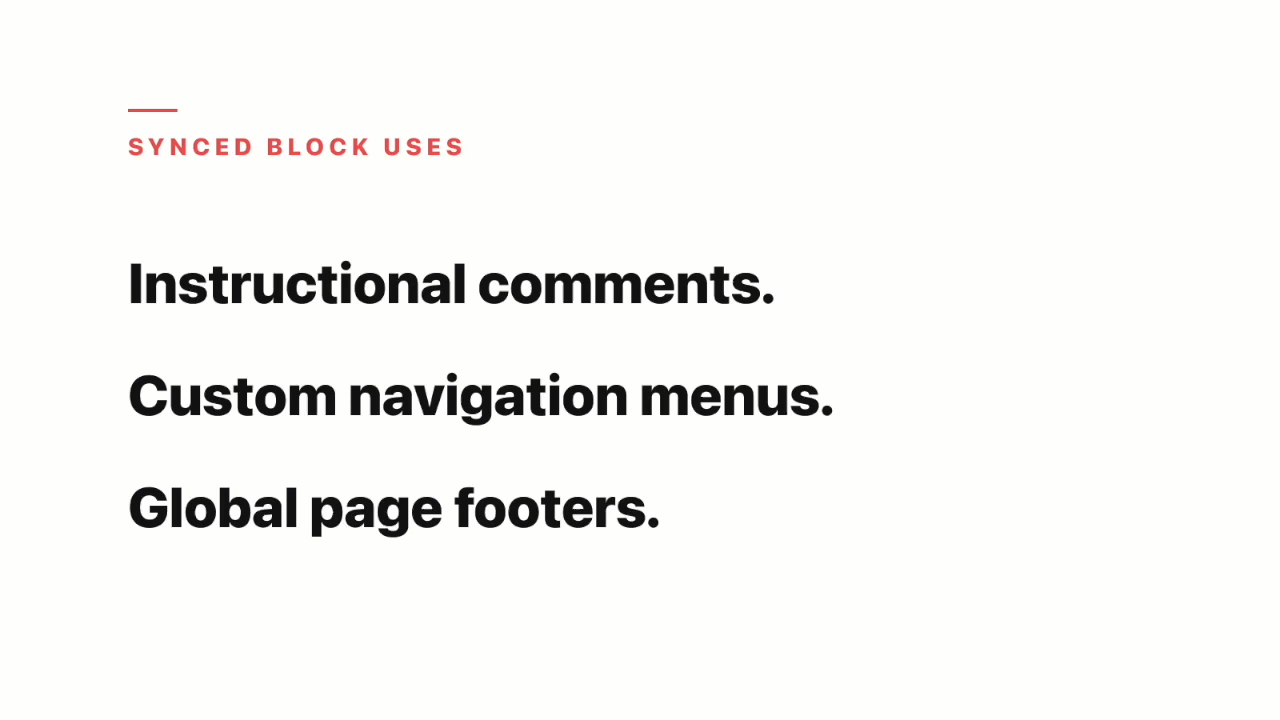 SYNCED BLOCK USES
Instructional comments.
Custom navigation menus.
Global page footers.